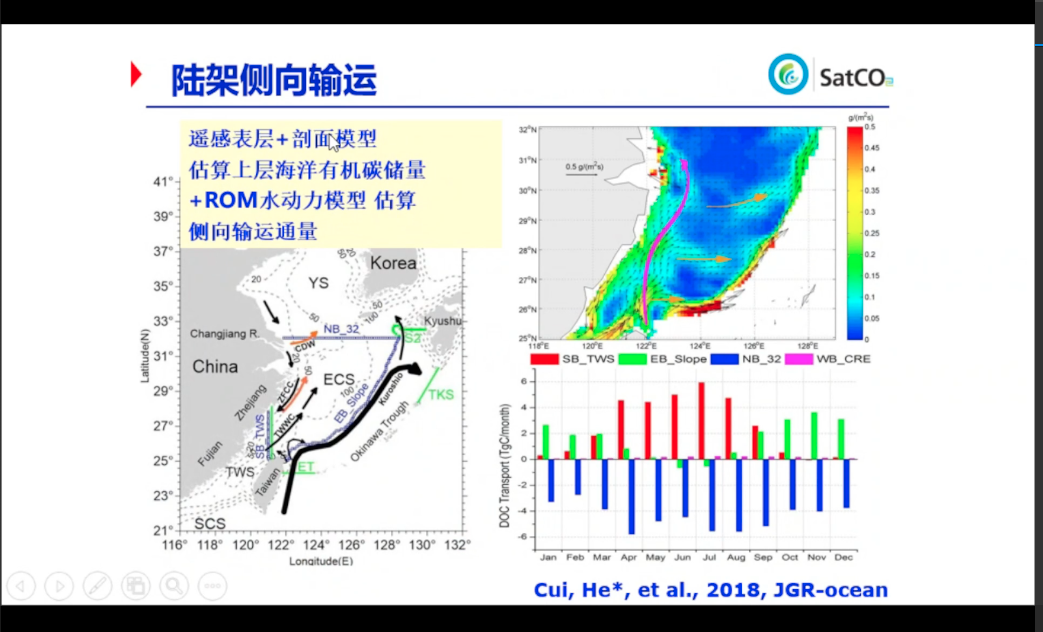 陆架侧向输运
SatCO₂
遥感表层+剖面模型
估算上层海洋有机碳储量
+ROM水动力模型 估算
侧向输运通量
41°
39°
37°
35°
33°
31°
29°
27°
25°
23°
21°
Latitude(N)
116° 118° 120° 122° 124° 126° 128° 130° 132°
Longitude(E)
Korea
YS
Kyushu
Changjiang R.
NB_32
CDW
China
ECS
ZFCC
Zhejiang
EB_Slope
Kuroshio
TKS
SB_TWS
TWWC
Okinawa Trough
Fujian
TWS
ET
Taiwan
SCS
20
50
100
50
20
50
100
g/(m²s)
32°N
31°N
30°N
29°N
28°N
27°N
26°N
25°N
118°E 120°E 122°E 124°E 126°E 128°E
0.5 g/(m²s)
0.5
0.45
0.4
0.35
0.3
0.25
0.2
0.15
0.1
0.05
0
SB_TWS EB_Slope NB_32 WB_CRE
DOC Transport (TgC/month)
6
4
2
0
-2
-4
-6
Jan Feb Mar Apr May Jun Jul Aug Sep Oct Nov Dec
Cui, He*, et al., 2018, JGR-ocean